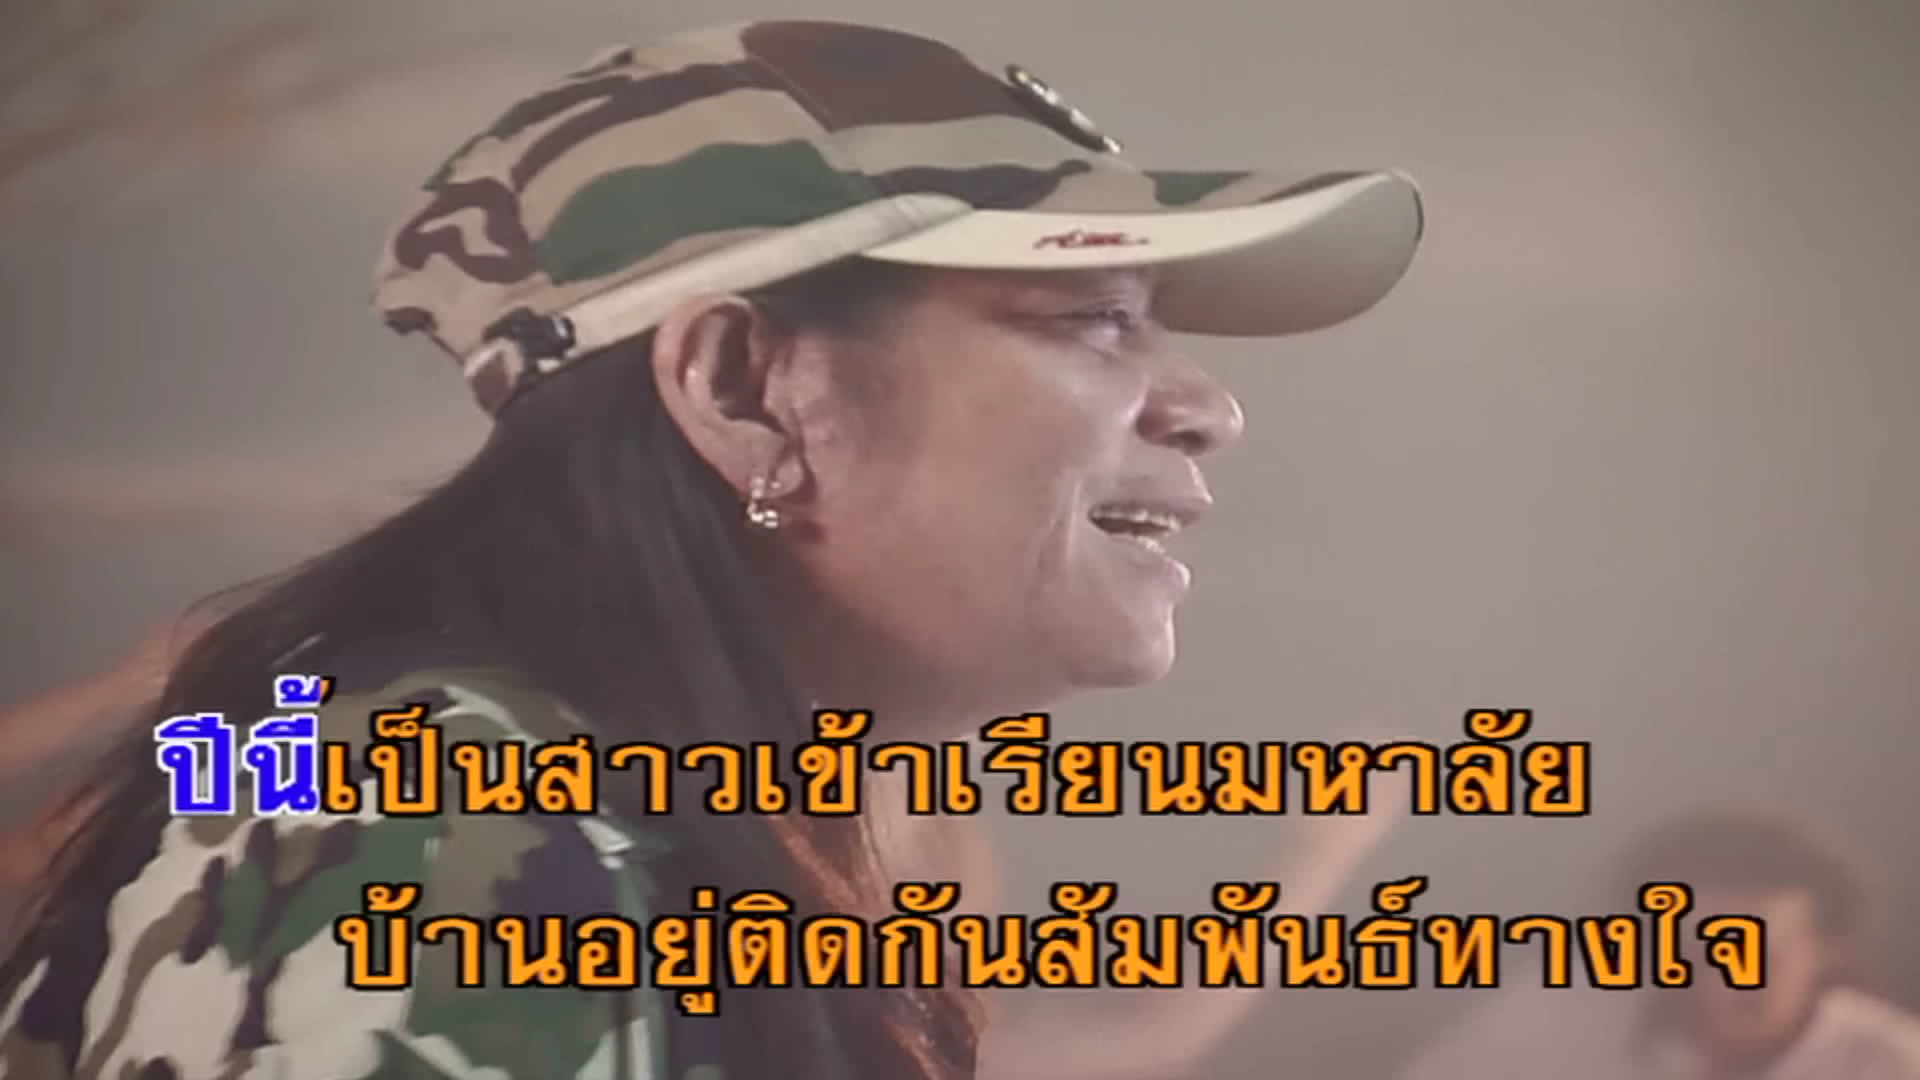 ปีนี้เป็นสาวเข้าเรียนมหาลัย
บ้านอยู่ติดกันสัมพันธ์ทางใจ